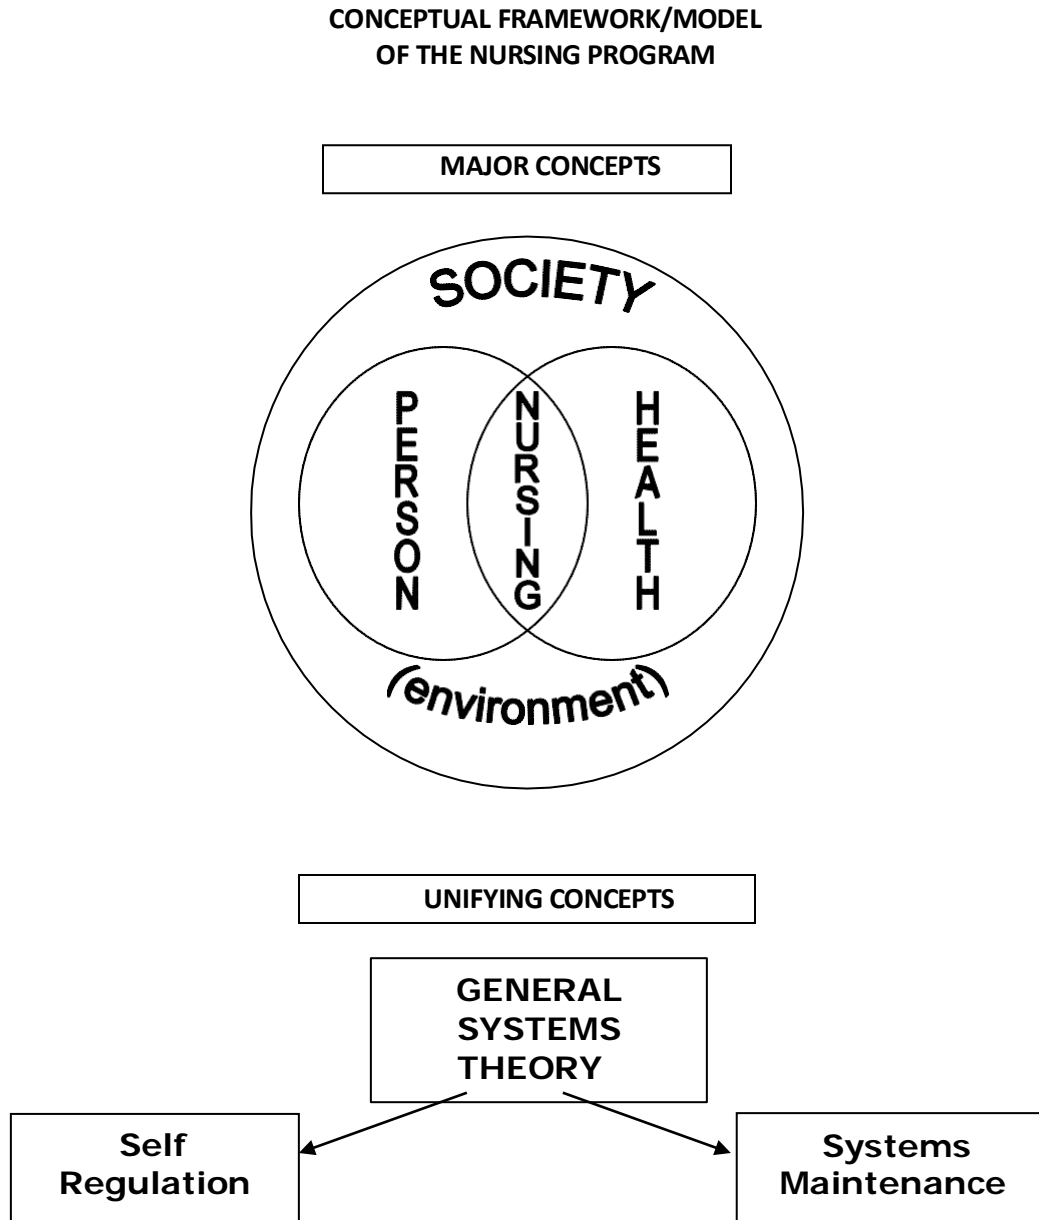 CONCEPTUAL FRAMEWORK/MODEL
OF THE NURSING PROGRAM
MAJOR CONCEPTS
SOCIETY
PERSON
NURSING
HEALTH
(environment)
UNIFYING CONCEPTS
GENERAL
SYSTEMS
THEORY
Self
Regulation
Systems
Maintenance